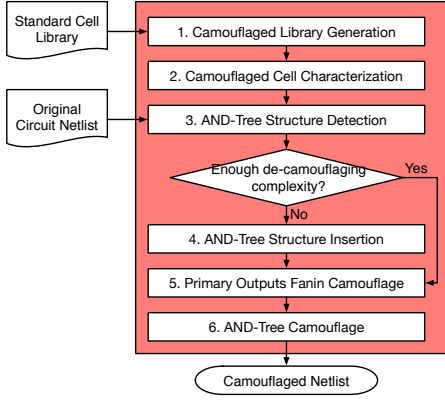 Standard Cell
Library
1. Camouflaged Library Generation
2. Camouflaged Cell Characterization
Original
Circuit Netlist
3. AND-Tree Structure Detection
Enough de-camouflaging
complexity?
Yes
No
4. AND-Tree Structure Insertion
5. Primary Outputs Fanin Camouflage
6. AND-Tree Camouflage
Camouflaged Netlist